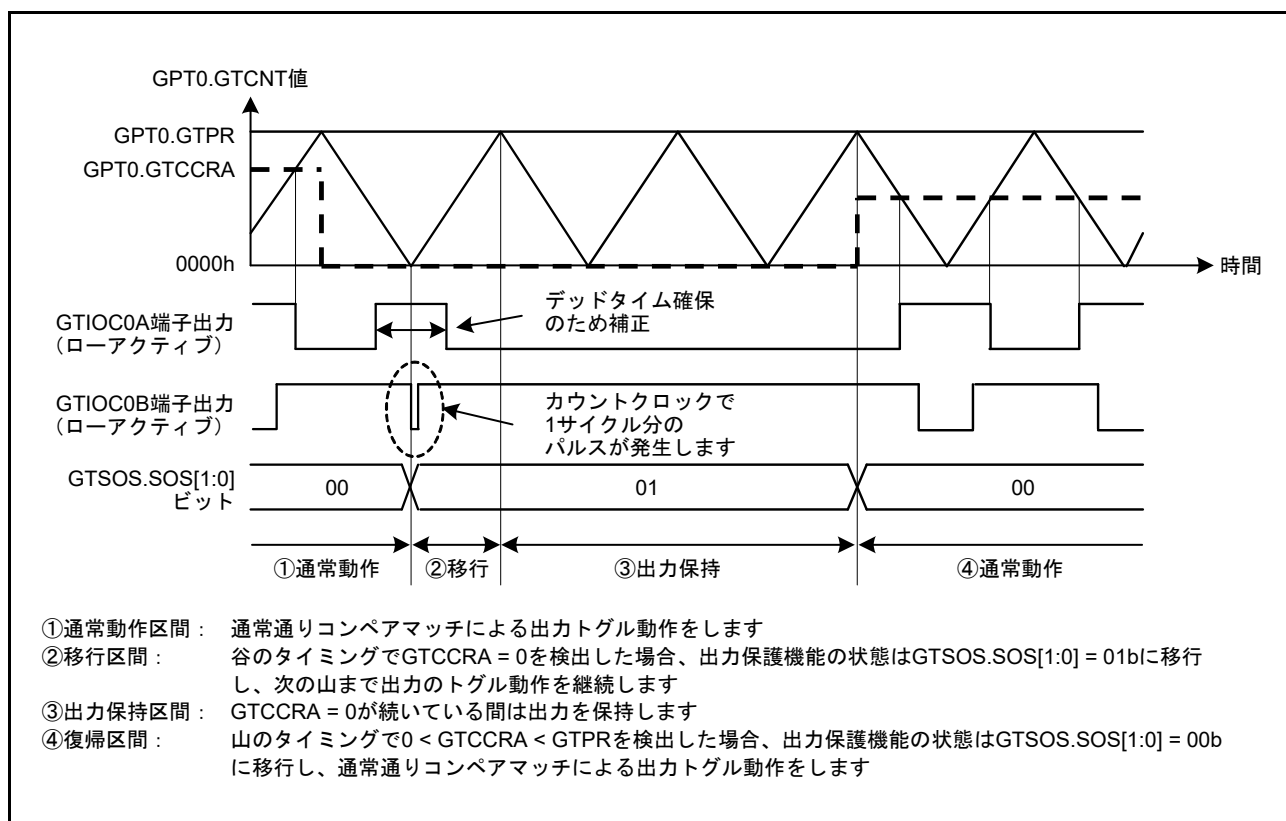 GPT0.GTCNT値
GPT0.GTPR
GPT0.GTCCRA
0000h
時間
GTIOC0A端子出力
（ローアクティブ）
デッドタイム確保
のため補正
GTIOC0B端子出力
（ローアクティブ）
カウントクロックで
1サイクル分の
パルスが発生します
GTSOS.SOS[1:0]
ビット
00
01
00
①通常動作
②移行
③出力保持
④通常動作
①通常動作区間： 通常通りコンペアマッチによる出力トグル動作をします
②移行区間： 谷のタイミングでGTCCRA = 0を検出した場合、出力保護機能の状態はGTSOS.SOS[1:0] = 01bに移行
し、次の山まで出力のトグル動作を継続します
③出力保持区間： GTCCRA = 0が続いている間は出力を保持します
④復帰区間： 山のタイミングで0 < GTCCRA < GTPRを検出した場合、出力保護機能の状態はGTSOS.SOS[1:0] = 00b
に移行し、通常通りコンペアマッチによる出力トグル動作をします